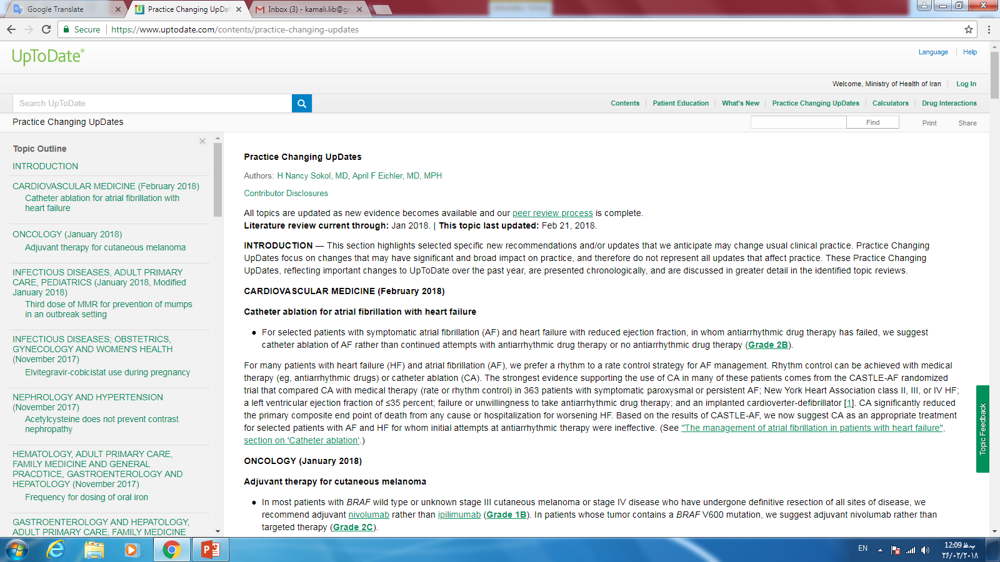 Google Translate
Practice Changing UpDat
Inbox (3) - kamali.lib@g
Secure
https://www.uptodate.com/contents/practice-changing-updates
UpToDate®
Language
Help
Welcome, Ministry of Health of Iran
Log In
Search UpToDate
Contents
Patient Education
What's New
Practice Changing UpDates
Calculators
Drug Interactions
Practice Changing UpDates
Find
Print
Share
Topic Outline
INTRODUCTION
CARDIOVASCULAR MEDICINE (February 2018)
Catheter ablation for atrial fibrillation with
heart failure
ONCOLOGY (January 2018)
Adjuvant therapy for cutaneous melanoma
INFECTIOUS DISEASES, ADULT PRIMARY
CARE, PEDIATRICS (January 2018, Modified
January 2018)
Third dose of MMR for prevention of mumps
in an outbreak setting
INFECTIOUS DISEASES; OBSTETRICS,
GYNECOLOGY AND WOMEN'S HEALTH
(November 2017)
Elvitegravir-cobicistat use during pregnancy
NEPHROLOGY AND HYPERTENSION
(November 2017)
Acetylcysteine does not prevent contrast
nephropathy
HEMATOLOGY, ADULT PRIMARY CARE,
FAMILY MEDICINE AND GENERAL
PRACDTICE, GASTROENTEROLOGY AND
HEPATOLOGY (November 2017)
Frequency for dosing of oral iron
GASTROENTEROLOGY AND HEPATOLOGY,
ADULT PRIMARY CARE, FAMILY MEDICINE
Practice Changing UpDates
Authors: H Nancy Sokol, MD, April F Eichler, MD, MPH
Contributor Disclosures
All topics are updated as new evidence becomes available and our peer review process is complete.
Literature review current through: Jan 2018. | This topic last updated: Feb 21, 2018.
INTRODUCTION — This section highlights selected specific new recommendations and/or updates that we anticipate may change usual clinical practice. Practice Changing
UpDates focus on changes that may have significant and broad impact on practice, and therefore do not represent all updates that affect practice. These Practice Changing
UpDates, reflecting important changes to UpToDate over the past year, are presented chronologically, and are discussed in greater detail in the identified topic reviews.
CARDIOVASCULAR MEDICINE (February 2018)
Catheter ablation for atrial fibrillation with heart failure
● For selected patients with symptomatic atrial fibrillation (AF) and heart failure with reduced ejection fraction, in whom antiarrhythmic drug therapy has failed, we suggest
catheter ablation of AF rather than continued attempts with antiarrhythmic drug therapy or no antiarrhythmic drug therapy (Grade 2B).
For many patients with heart failure (HF) and atrial fibrillation (AF), we prefer a rhythm to a rate control strategy for AF management. Rhythm control can be achieved with medical
therapy (eg, antiarrhythmic drugs) or catheter ablation (CA). The strongest evidence supporting the use of CA in many of these patients comes from the CASTLE-AF randomized
trial that compared CA with medical therapy (rate or rhythm control) in 363 patients with symptomatic paroxysmal or persistent AF; New York Heart Association class II, III, or IV HF;
a left ventricular ejection fraction of ≤35 percent; failure or unwillingness to take antiarrhythmic drug therapy; and an implanted cardioverter-defibrillator [1]. CA significantly reduced
the primary composite end point of death from any cause or hospitalization for worsening HF. Based on the results of CASTLE-AF, we now suggest CA as an appropriate treatment
for selected patients with AF and HF for whom initial attempts at antiarrhythmic therapy were ineffective. (See "The management of atrial fibrillation in patients with heart failure",
section on 'Catheter ablation'.)
ONCOLOGY (January 2018)
Adjuvant therapy for cutaneous melanoma
● In most patients with BRAF wild type or unknown stage III cutaneous melanoma or stage IV disease who have undergone definitive resection of all sites of disease, we
recommend adjuvant nivolumab rather than ipilimumab (Grade 1B). In patients whose tumor contains a BRAF V600 mutation, we suggest adjuvant nivolumab rather than
targeted therapy (Grade 2C).
Topic Feedback
EN
12:09 ب.ظ
۲۶/۰۲/۲۰۱۸